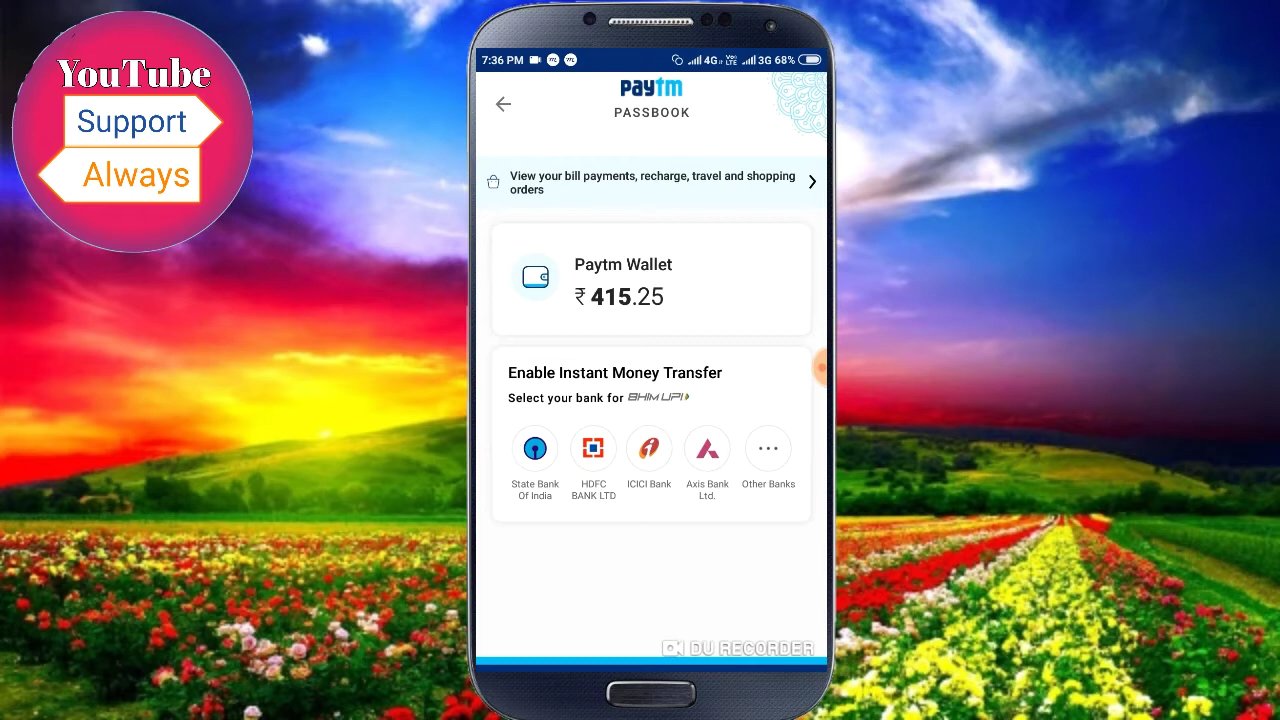 YouTube
Support
Always
7:36 PM
4G
Vo
LTE
3G 68%
paytm
PASSBOOK
View your bill payments, recharge, travel and shopping
orders
Paytm Wallet
₹ 415.25
Enable Instant Money Transfer
Select your bank for BHIM UPI
State Bank
Of India
HDFC
BANK LTD
ICICI Bank
Axis Bank
Ltd.
Other Banks
DU RECORDER